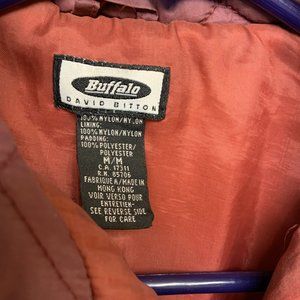 Buffalo
DAVID BITTON
100% NYLON/NYLON
LINING:
100% NYLON/NYLON
PADDING:
100% POLYESTER/
POLYESTER
M/M
C.A. 17311
R.N. 85706
FABRIQUE A/MADE IN
HONG KONG
VOIR VERSO POUR
ENTRETIEN-
SEE REVERSE SIDE
FOR CARE